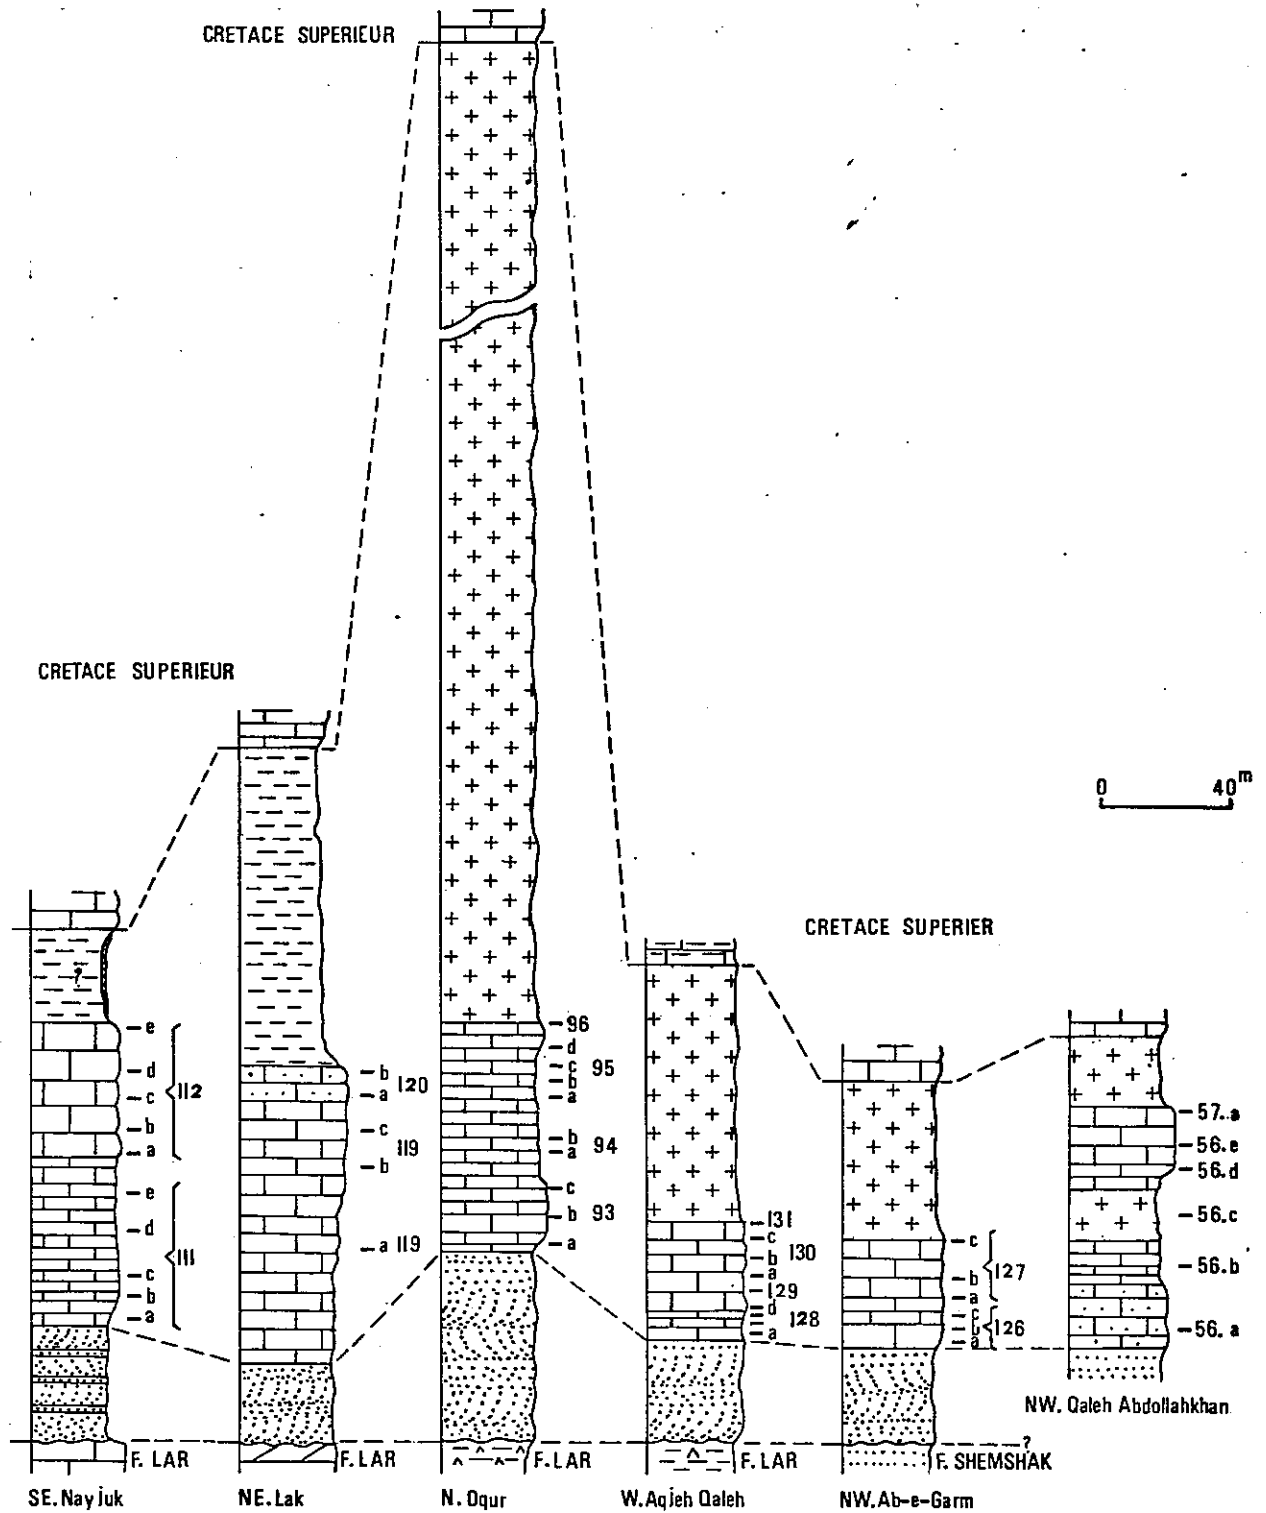 CRETACE SUPERIEUR
CRETACE SUPERIEUR
0 40m
CRETACE SUPERIER
e
d
c
b
a
112
e
d
c
b
a
111
b
a
120
c
b
119
a 119
96
d
c
b
a
95
b
a
94
c
b
a
93
131
c
b
a
130
129
d
128
a
c
b
a
127
c
b
a
126
57.a
56.e
56.d
56.c
56.b
56.a
NW. Qaleh Abdollahkhan
?
F. LAR
F. LAR
F. LAR
F. LAR
F. SHEMSHAK
SE. Nayjuk
NE. Lak
N. Oqur
W. Aqjeh Qaleh
NW. Ab-e-Garm